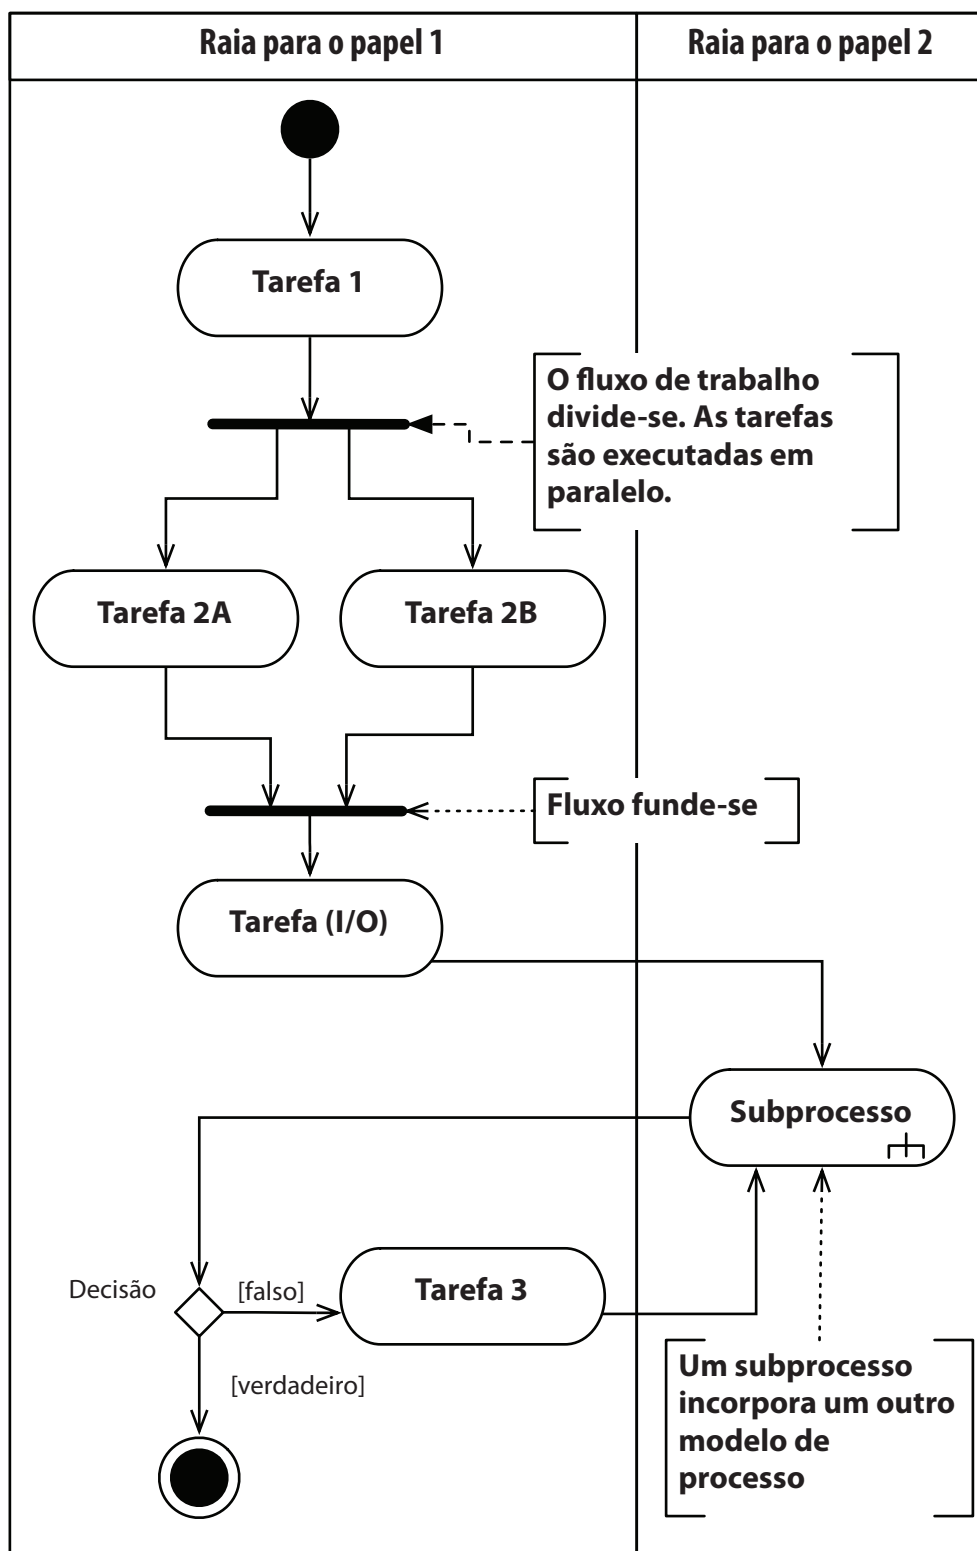 Raia para o papel 1
Raia para o papel 2
Tarefa 1
O fluxo de trabalho
divide-se. As tarefas
são executadas em
paralelo.
Tarefa 2A
Tarefa 2B
Fluxo funde-se
Tarefa (I/O)
Subprocesso
Decisão
[falso]
Tarefa 3
[verdadeiro]
Um subprocesso
incorpora um outro
modelo de
processo